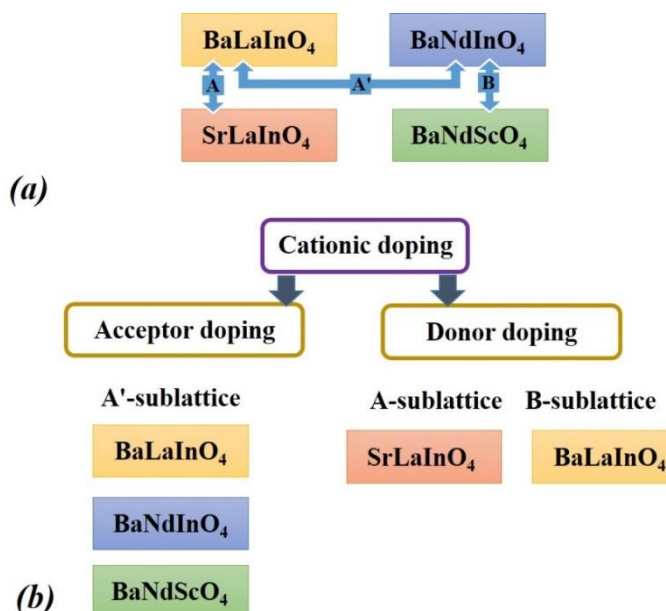 BaLaInO₄ BaNdInO₄
A A' B
SrLaInO₄ BaNdScO₄
(a)
Cationic doping
Acceptor doping Donor doping
A'-sublattice A-sublattice B-sublattice
BaLaInO₄ SrLaInO₄ BaLaInO₄
BaNdInO₄
BaNdScO₄
(b)